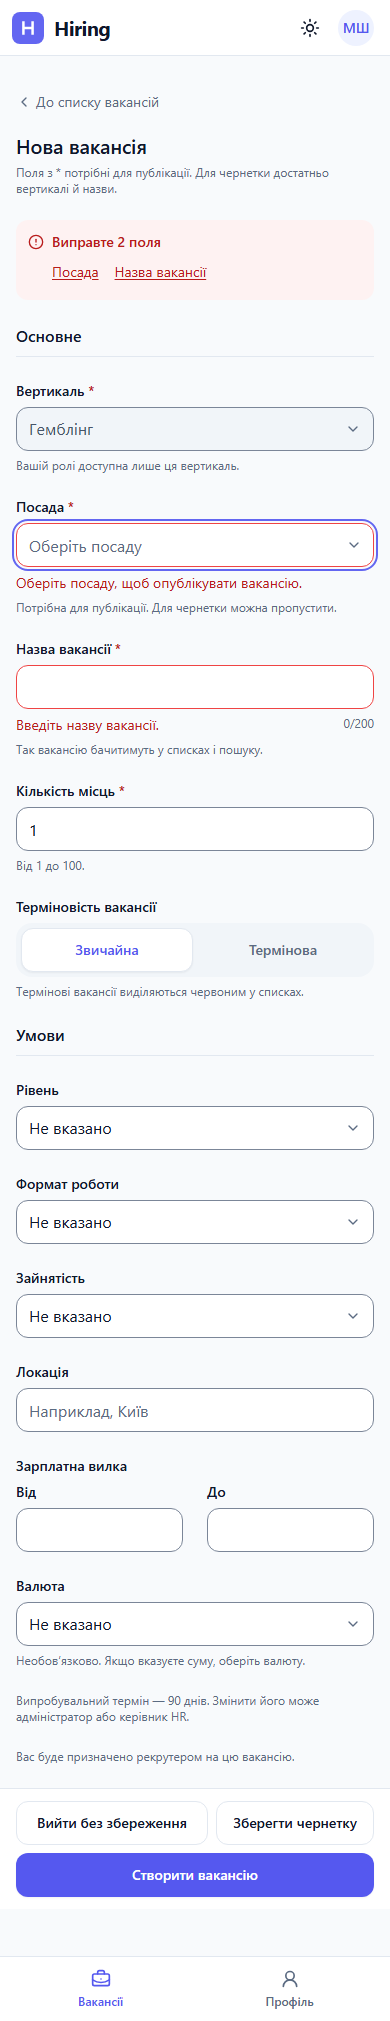 H Hiring МШ
До списку вакансій
Нова вакансія
Поля з * потрібні для публікації. Для чернетки достатньо
вертикалі й назви.
Виправте 2 поля
Посада Назва вакансії
Основне
Вертикаль *
Гемблінг
Вашій ролі доступна лише ця вертикаль.
Посада *
Оберіть посаду
Оберіть посаду, щоб опублікувати вакансію.
Потрібна для публікації. Для чернетки можна пропустити.
Назва вакансії *
Введіть назву вакансії. 0/200
Так вакансію бачитимуть у списках і пошуку.
Кількість місць *
1
Від 1 до 100.
Терміновість вакансії
Звичайна Термінова
Термінові вакансії виділяються червоним у списках.
Умови
Рівень
Не вказано
Формат роботи
Не вказано
Зайнятість
Не вказано
Локація
Наприклад, Київ
Зарплатна вилка
Від До
Валюта
Не вказано
Необов’язково. Якщо вказуєте суму, оберіть валюту.
Випробувальний термін — 90 днів. Змінити його може
адміністратор або керівник HR.
Вас буде призначено рекрутером на цю вакансію.
Вийти без збереження Зберегти чернетку
Створити вакансію
Вакансії Профіль